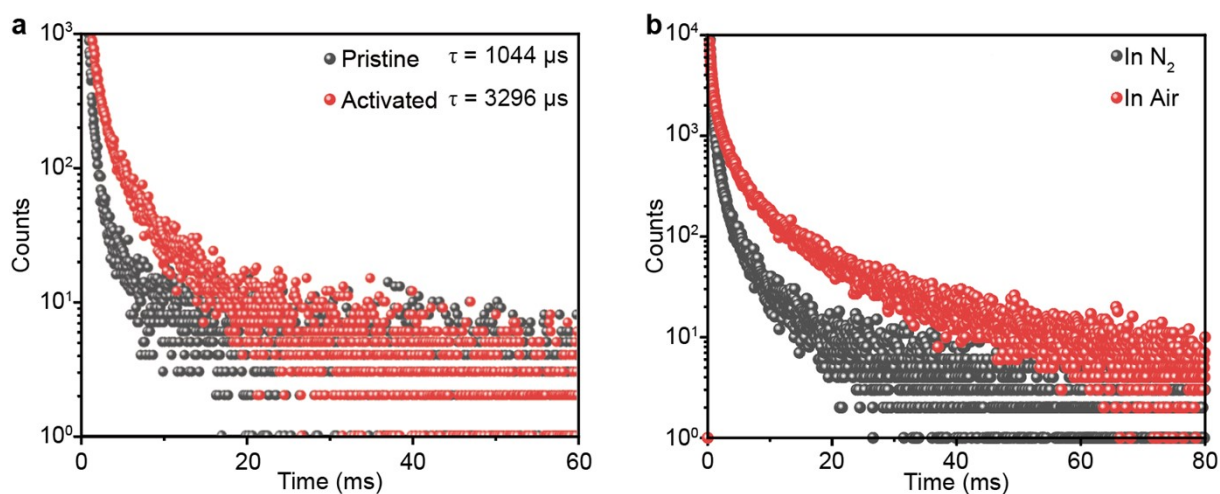 a
10³
10²
10¹
10⁰
Counts
Pristine τ = 1044 μs
Activated τ = 3296 μs
0 20 40 60
Time (ms)
b
10⁴
10³
10²
10¹
10⁰
Counts
In N₂
In Air
0 20 40 60 80
Time (ms)